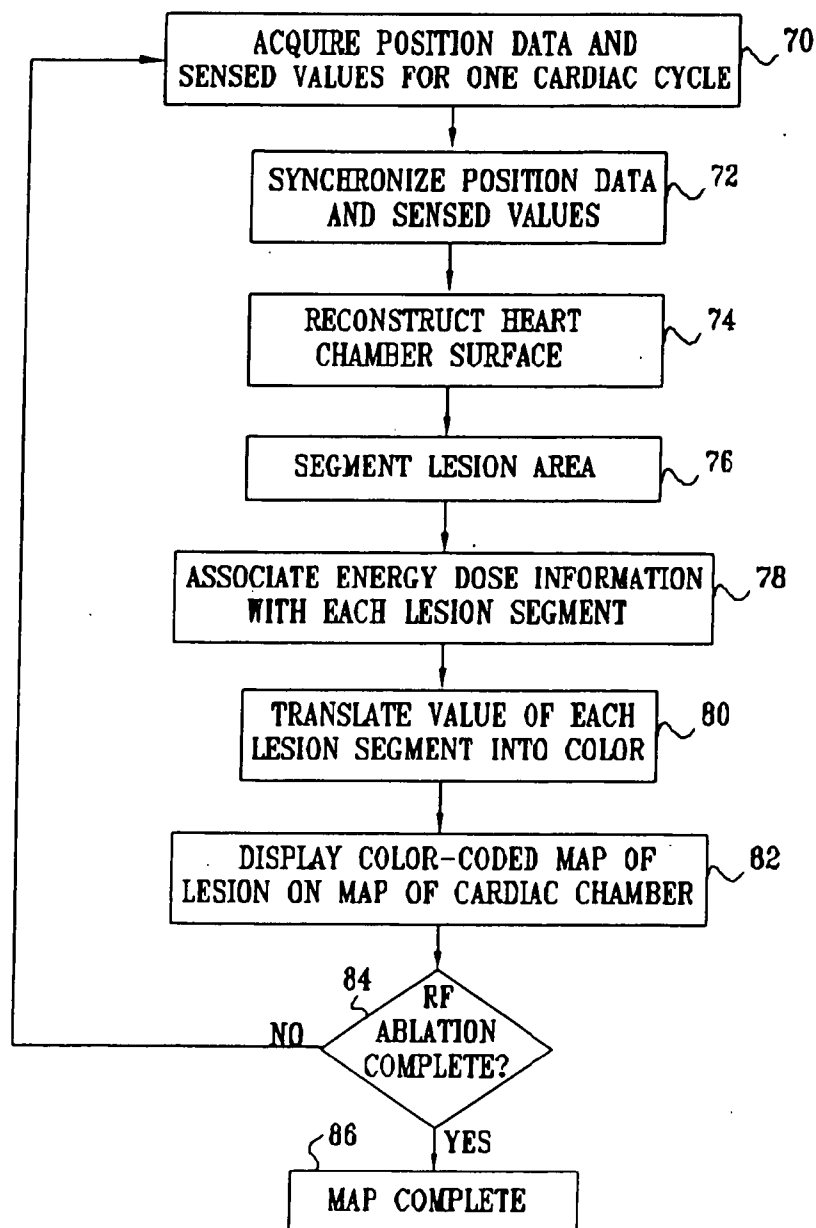 ACQUIRE POSITION DATA AND
SENSED VALUES FOR ONE CARDIAC CYCLE
70
SYNCHRONIZE POSITION DATA
AND SENSED VALUES
72
RECONSTRUCT HEART
CHAMBER SURFACE
74
SEGMENT LESION AREA
76
ASSOCIATE ENERGY DOSE INFORMATION
WITH EACH LESION SEGMENT
78
TRANSLATE VALUE OF EACH
LESION SEGMENT INTO COLOR
80
DISPLAY COLOR-CODED MAP OF
LESION ON MAP OF CARDIAC CHAMBER
82
84
RF
ABLATION
COMPLETE?
NO
YES
86
MAP COMPLETE